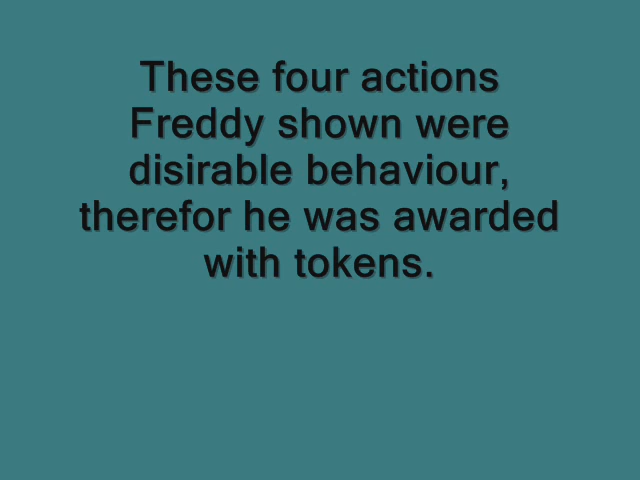 These four actions
Freddy shown were
disirable behaviour,
therefor he was awarded
with tokens.